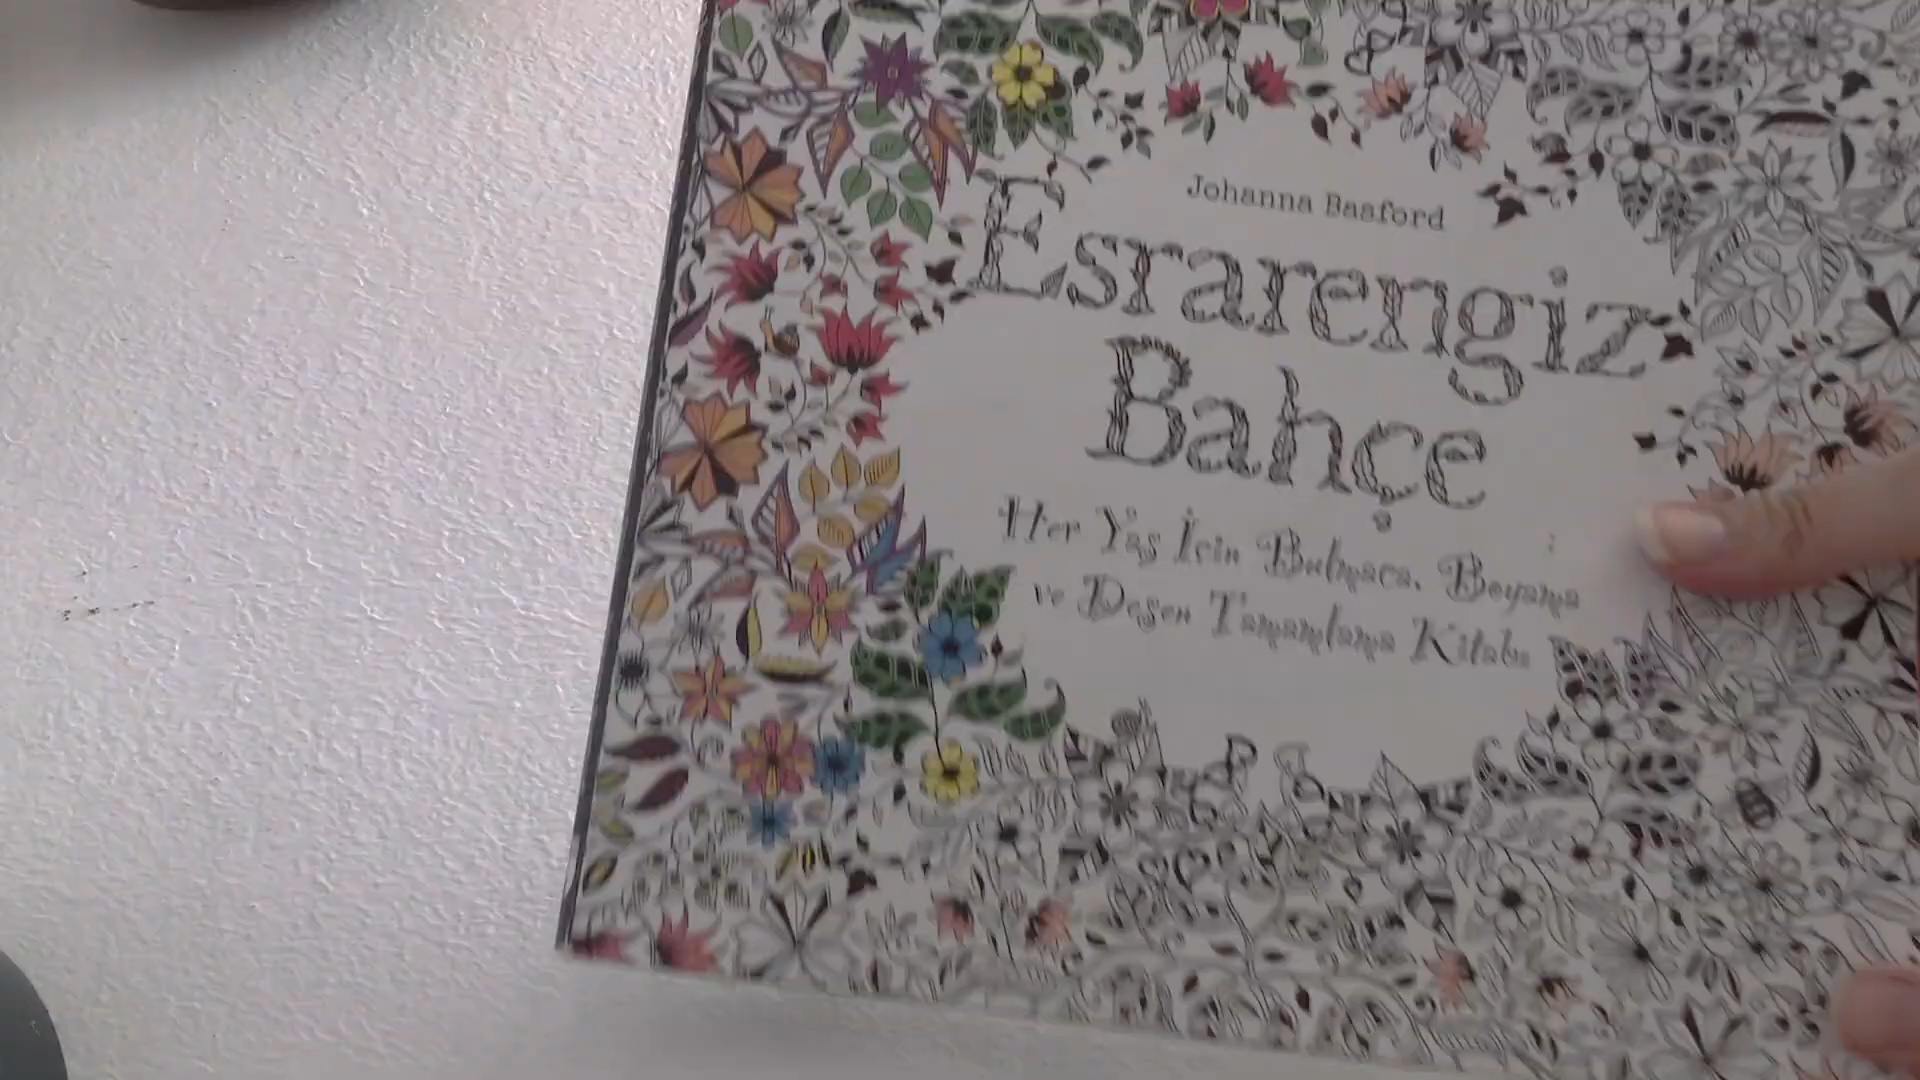 Johanna Basford
Esrarengiz
Bahçe
Her Yaş İçin Bulmaca, Boyama
ve Desen Tamamlama Kitabı